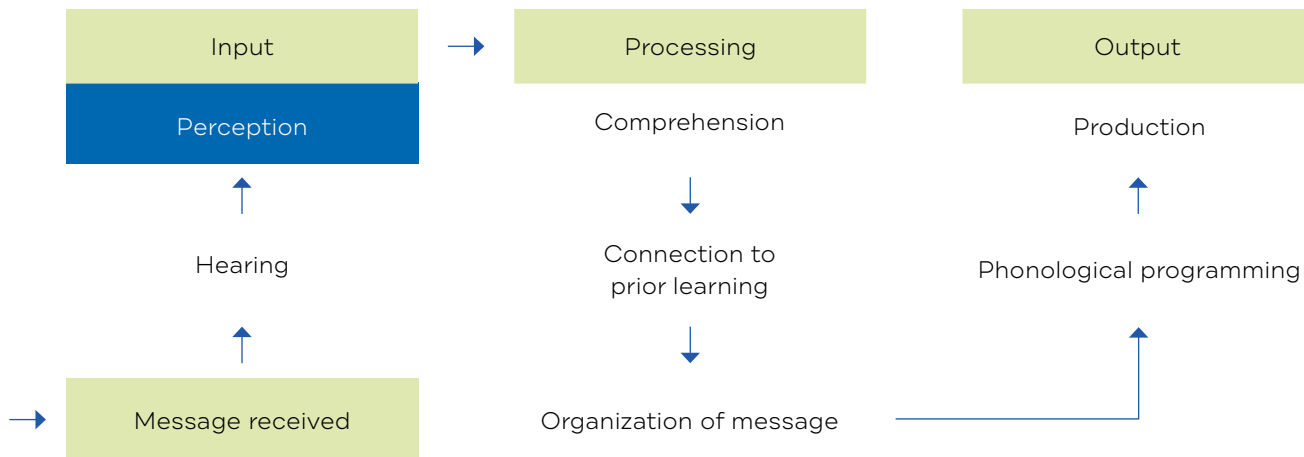 Input
Processing
Output
Perception
Comprehension
Production
Hearing
Connection to
prior learning
Phonological programming
Message received
Organization of message